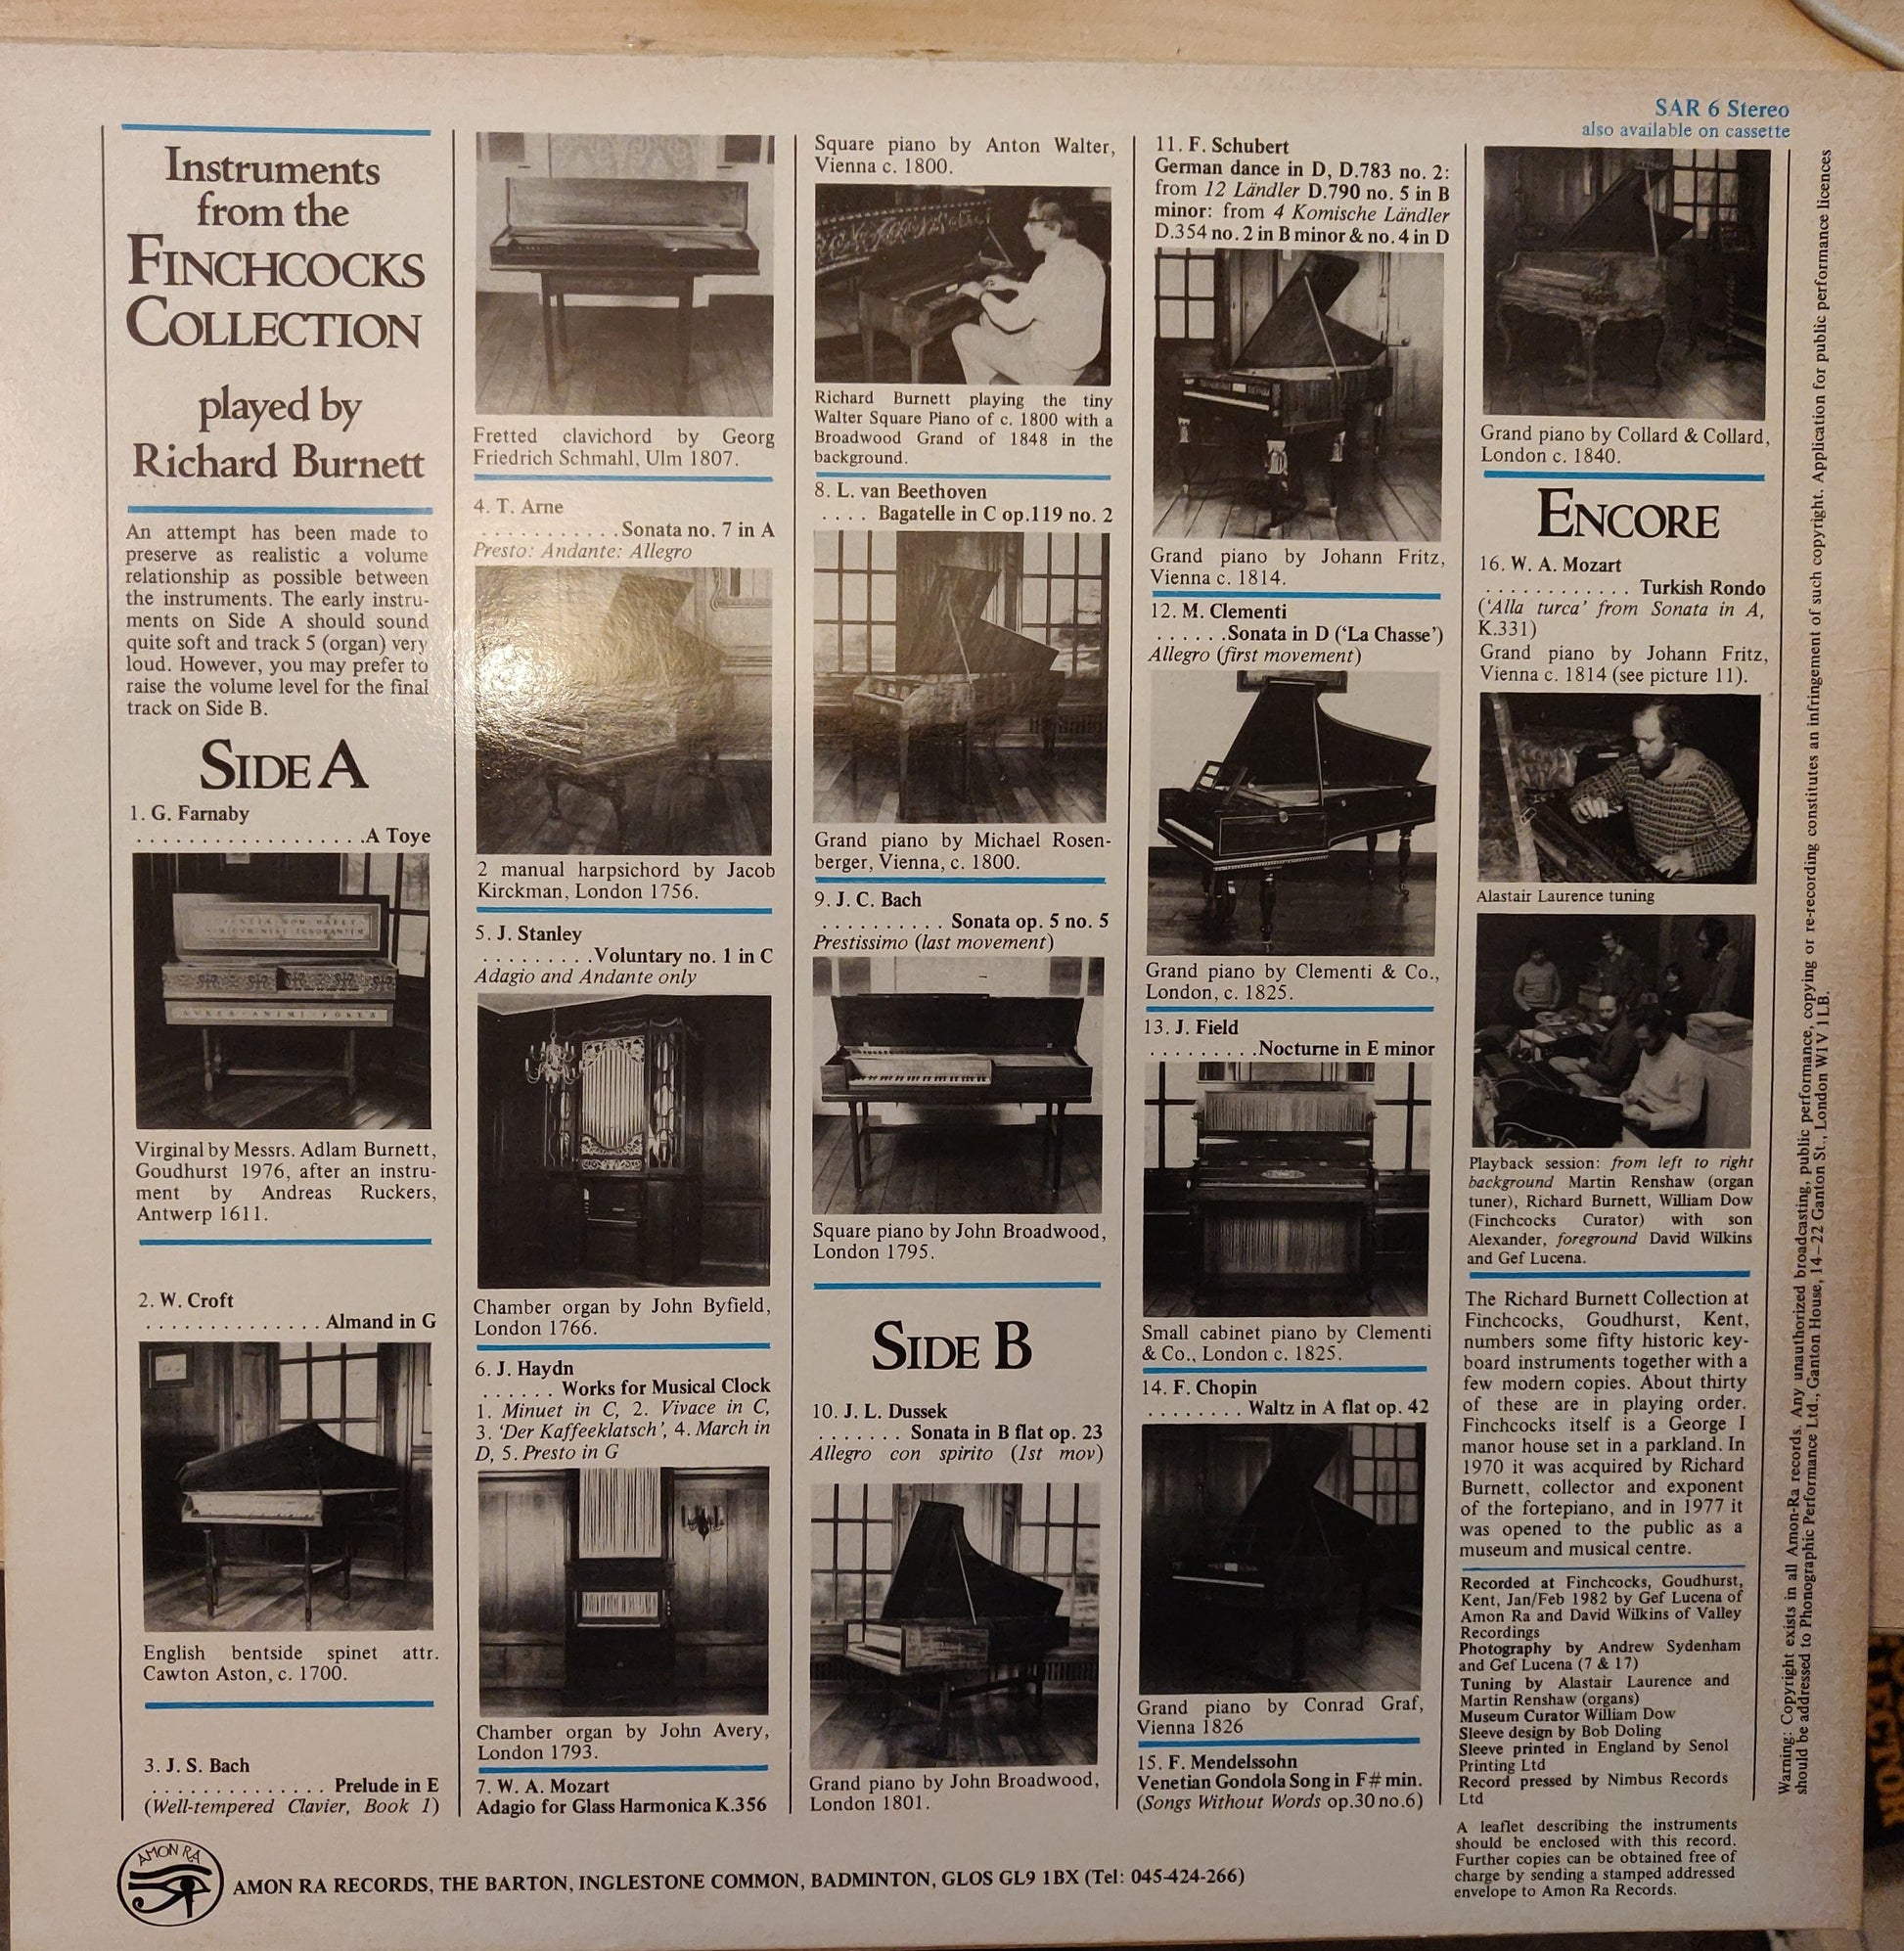 SAR 6 Stereo
also available on cassette
Instruments
from the
FINCHCOCKS
COLLECTION
played by
Richard Burnett
An attempt has been made to
preserve as realistic a volume
relationship as possible between
the instruments. The early instru-
ments on Side A should sound
quite soft and track 5 (organ) very
loud. However, you may prefer to
raise the volume level for the final
track on Side B.
SIDE A
1. G. Farnaby
. . . . . . . . . . . . . . . . . .A Toye
Virginal by Messrs. Adlam Burnett,
Goudhurst 1976, after an instru-
ment by Andreas Ruckers,
Antwerp 1611.
2. W. Croft
. . . . . . . . . . . . . . Almand in G
English bentside spinet attr.
Cawton Aston, c. 1700.
3. J. S. Bach
. . . . . . . . . . . . . . Prelude in E
(Well-tempered Clavier, Book 1)
Fretted clavichord by Georg
Friedrich Schmahl, Ulm 1807.
4. T. Arne
. . . . . . . . . . . .Sonata no. 7 in A
Presto: Andante: Allegro
2 manual harpsichord by Jacob
Kirckman, London 1756.
5. J. Stanley
. . . . . . . . .Voluntary no. 1 in C
Adagio and Andante only
Chamber organ by John Byfield,
London 1766.
6. J. Haydn
. . . . . . Works for Musical Clock
1. Minuet in C, 2. Vivace in C,
3. ‘Der Kaffeeklatsch’, 4. March in
D, 5. Presto in G
Chamber organ by John Avery,
London 1793.
7. W. A. Mozart
Adagio for Glass Harmonica K.356
Square piano by Anton Walter,
Vienna c. 1800.
Richard Burnett playing the tiny
Walter Square Piano of c. 1800 with a
Broadwood Grand of 1848 in the
background.
8. L. van Beethoven
. . . . Bagatelle in C op.119 no. 2
Grand piano by Michael Rosen-
berger, Vienna, c. 1800.
9. J. C. Bach
. . . . . . . . . . Sonata op. 5 no. 5
Prestissimo (last movement)
Square piano by John Broadwood,
London 1795.
SIDE B
10. J. L. Dussek
. . . . . . . Sonata in B flat op. 23
Allegro con spirito (1st mov)
Grand piano by John Broadwood,
London 1801.
11. F. Schubert
German dance in D, D.783 no. 2:
from 12 Ländler D.790 no. 5 in B
minor: from 4 Komische Ländler
D.354 no. 2 in B minor & no. 4 in D
Grand piano by Johann Fritz,
Vienna c. 1814.
12. M. Clementi
. . . . . .Sonata in D (‘La Chasse’)
Allegro (first movement)
Grand piano by Clementi & Co.,
London, c. 1825.
13. J. Field
. . . . . . . . .Nocturne in E minor
Small cabinet piano by Clementi
& Co., London c. 1825.
14. F. Chopin
. . . . . . . . Waltz in A flat op. 42
Grand piano by Conrad Graf,
Vienna 1826
15. F. Mendelssohn
Venetian Gondola Song in F# min.
(Songs Without Words op.30 no.6)
Grand piano by Collard & Collard,
London c. 1840.
ENCORE
16. W. A. Mozart
. . . . . . . . . . . . Turkish Rondo
(‘Alla turca’ from Sonata in A,
K.331)
Grand piano by Johann Fritz,
Vienna c. 1814 (see picture 11).
Alastair Laurence tuning
Playback session: from left to right
background Martin Renshaw (organ
tuner), Richard Burnett, William Dow
(Finchcocks Curator) with son
Alexander, foreground David Wilkins
and Gef Lucena.
The Richard Burnett Collection at
Finchcocks, Goudhurst, Kent,
numbers some fifty historic key-
board instruments together with a
few modern copies. About thirty
of these are in playing order.
Finchcocks itself is a George I
manor house set in a parkland. In
1970 it was acquired by Richard
Burnett, collector and exponent
of the fortepiano, and in 1977 it
was opened to the public as a
museum and musical centre.
Recorded at Finchcocks, Goudhurst,
Kent, Jan/Feb 1982 by Gef Lucena of
Amon Ra and David Wilkins of Valley
Recordings
Photography by Andrew Sydenham
and Gef Lucena (7 & 17)
Tuning by Alastair Laurence and
Martin Renshaw (organs)
Museum Curator William Dow
Sleeve design by Bob Doling
Sleeve printed in England by Senol
Printing Ltd
Record pressed by Nimbus Records
Ltd
A leaflet describing the instruments
should be enclosed with this record.
Further copies can be obtained free of
charge by sending a stamped addressed
envelope to Amon Ra Records.
Warning: Copyright exists in all Amon-Ra records. Any unauthorized broadcasting, public performance, copying or re-recording constitutes an infringement of such copyright. Application for public performance licences
should be addressed to Phonographic Performance Ltd., Ganton House, 14–22 Ganton St., London W1V 1LB.
AMON RA
AMON RA RECORDS, THE BARTON, INGLESTONE COMMON, BADMINTON, GLOS GL9 1BX (Tel: 045-424-266)